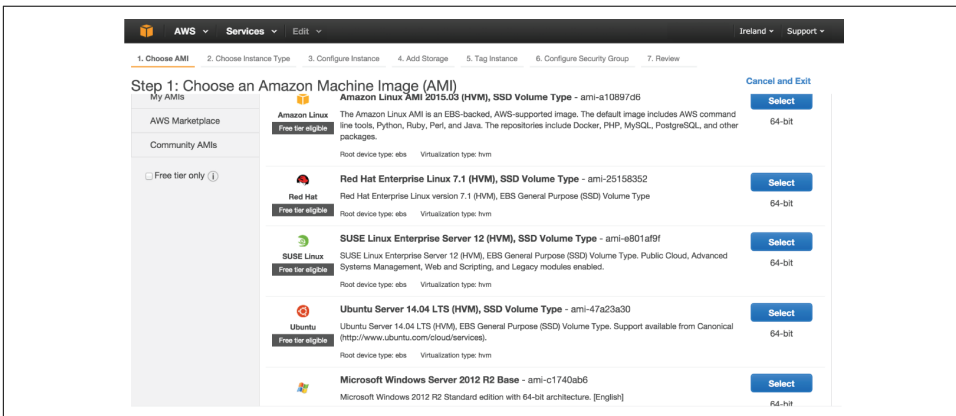 AWS Services Edit Ireland Support
1. Choose AMI 2. Choose Instance Type 3. Configure Instance 4. Add Storage 5. Tag Instance 6. Configure Security Group 7. Review
Step 1: Choose an Amazon Machine Image (AMI)
Cancel and Exit
My AMIs
AWS Marketplace
Community AMIs
Free tier only
Amazon Linux
Free tier eligible
Amazon Linux AMI 2015.03 (HVM), SSD Volume Type - ami-a10897d6
The Amazon Linux AMI is an EBS-backed, AWS-supported image. The default image includes AWS command
line tools, Python, Ruby, Perl, and Java. The repositories include Docker, PHP, MySQL, PostgreSQL, and other
packages.
Root device type: ebs Virtualization type: hvm
Select
64-bit
Red Hat
Free tier eligible
Red Hat Enterprise Linux 7.1 (HVM), SSD Volume Type - ami-25158352
Red Hat Enterprise Linux version 7.1 (HVM), EBS General Purpose (SSD) Volume Type
Root device type: ebs Virtualization type: hvm
Select
64-bit
SUSE Linux
Free tier eligible
SUSE Linux Enterprise Server 12 (HVM), SSD Volume Type - ami-e801af9f
SUSE Linux Enterprise Server 12 (HVM), EBS General Purpose (SSD) Volume Type. Public Cloud, Advanced
Systems Management, Web and Scripting, and Legacy modules enabled.
Root device type: ebs Virtualization type: hvm
Select
64-bit
Ubuntu
Free tier eligible
Ubuntu Server 14.04 LTS (HVM), SSD Volume Type - ami-47a23a30
Ubuntu Server 14.04 LTS (HVM), EBS General Purpose (SSD) Volume Type. Support available from Canonical
(http://www.ubuntu.com/cloud/services).
Root device type: ebs Virtualization type: hvm
Select
64-bit
Microsoft Windows Server 2012 R2 Base - ami-c1740ab6
Microsoft Windows 2012 R2 Standard edition with 64-bit architecture. [English]
Select
64-bit